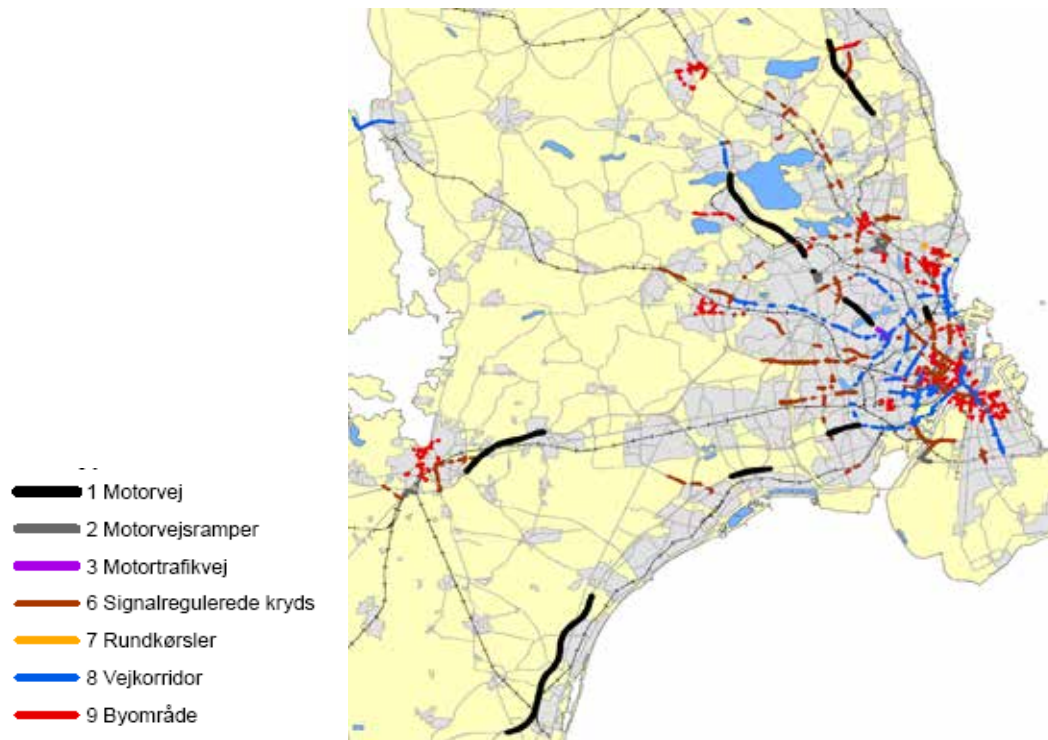 1 Motorvej
2 Motorvejsramper
3 Motortrafikvej
6 Signalregulerede kryds
7 Rundkørsler
8 Vejkorridor
9 Byområde